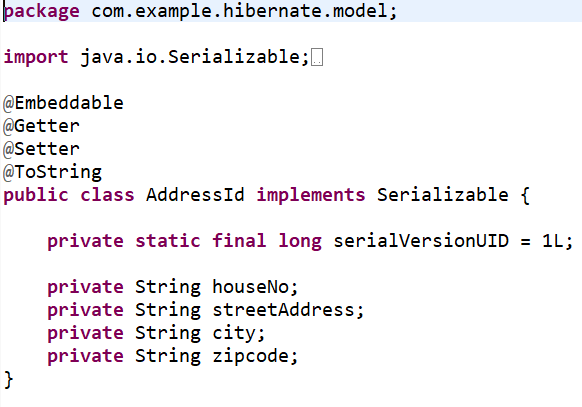 package com.example.hibernate.model;
import java.io.Serializable;
@Embeddable
@Getter
@Setter
@ToString
public class AddressId implements Serializable {
private static final long serialVersionUID = 1L;
private String houseNo;
private String streetAddress;
private String city;
private String zipcode;
}